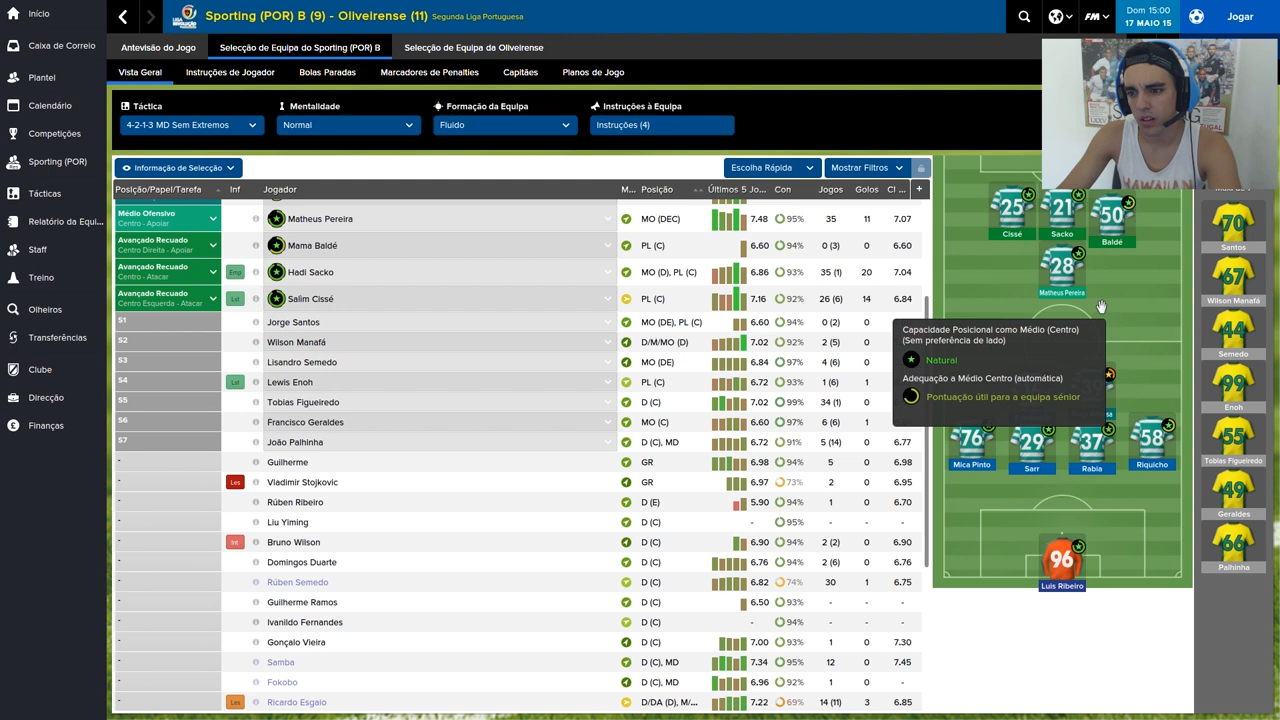 Início
Caixa de Correio
Plantel
Calendário
Competições
Sporting (POR)
Tácticas
Relatório da Equi...
Staff
Treino
Olheiros
Transferências
Clube
Direcção
Finanças
LIGA
Sporting (POR) B (9) - Oliveirense (11) Segunda Liga Portuguesa
FM
Dom 15:00
17 MAIO 15
Jogar
Antevisão do Jogo Selecção de Equipa do Sporting (POR) B Selecção de Equipa da Oliveirense
Vista Geral Instruções de Jogador Bolas Paradas Marcadores de Penalties Capitães Planos de Jogo
Táctica Mentalidade Formação da Equipa Instruções à Equipa
4-2-1-3 MD Sem Extremos Normal Fluido Instruções (4)
Informação de Selecção Escolha Rápida Mostrar Filtros
Posição/Papel/Tarefa Inf Jogador M... Posição Últimos 5 Jo... Con Jogos Golos Cl ... +
Médio Ofensivo
Centro - Apoiar
Matheus Pereira MO (DEC) 7.48 95% 35 11 7.07
Avançado Recuado
Centro Direita - Apoiar
Mama Baldé PL (C) 6.60 94% 0 (3) 0 6.60
Avançado Recuado
Centro - Atacar
Emp Hadi Sacko MO (D), PL (C) 6.86 93% 35 (1) 20 7.04
Avançado Recuado
Centro Esquerda - Atacar
Lst Salim Cissé PL (C) 7.16 92% 26 (6) 14 6.84
S1 Jorge Santos MO (DE), PL (C) 6.60 94% 0 (2) 0
S2 Wilson Manafá D/M/MO (D) 7.02 92% 2 (5) 0
S3 Lisandro Semedo MO (DE) 6.84 97% 4 (6) 0
S4 Lst Lewis Enoh PL (C) 6.72 93% 1 (6) 1
S5 Tobias Figueiredo D (C) 7.02 99% 34 (1) 1
S6 Francisco Geraldes MO (C) 6.60 97% 6 (6) 1
S7 João Palhinha D (C), MD 6.72 91% 5 (14) 0 6.77
- Guilherme GR 6.98 94% 5 0 6.98
- Les Vladimir Stojkovic GR 6.97 73% 2 0 6.95
- Rúben Ribeiro D (E) 5.90 94% 1 0 6.70
- Liu Yiming D (C) - 95% - - -
- Int Bruno Wilson D (C) 6.90 94% 2 (2) 0 6.90
- Domingos Duarte D (C) 6.76 94% 2 (6) 0 6.76
- Rúben Semedo D (C) 6.82 74% 30 1 6.75
- Guilherme Ramos D (C) 6.50 93% - - -
- Ivanildo Fernandes D (C) - 94% - - -
- Gonçalo Vieira D (C) 7.00 93% 1 0 7.30
- Samba D (C), MD 7.34 95% 12 0 7.45
- Fokobo D (C), MD 6.96 92% 1 0 -
- Les Ricardo Esgaio D/DA (D), M/... 7.22 69% 14 (11) 3 6.85
25 21 50
Cissé Sacko Baldé
28
Matheus Pereira
Capacidade Posicional como Médio (Centro)
(Sem preferência de lado)
Natural
Adequação a Médio Centro (automática)
Pontuação útil para a equipa sénior
76 29 37 58
Mica Pinto Sarr Rabia Riquicho
96
Luís Ribeiro
70
Santos
67
Wilson Manafá
44
Semedo
99
Enoh
55
Tobias Figueiredo
49
Geraldes
66
Palhinha
HAWAIIAN